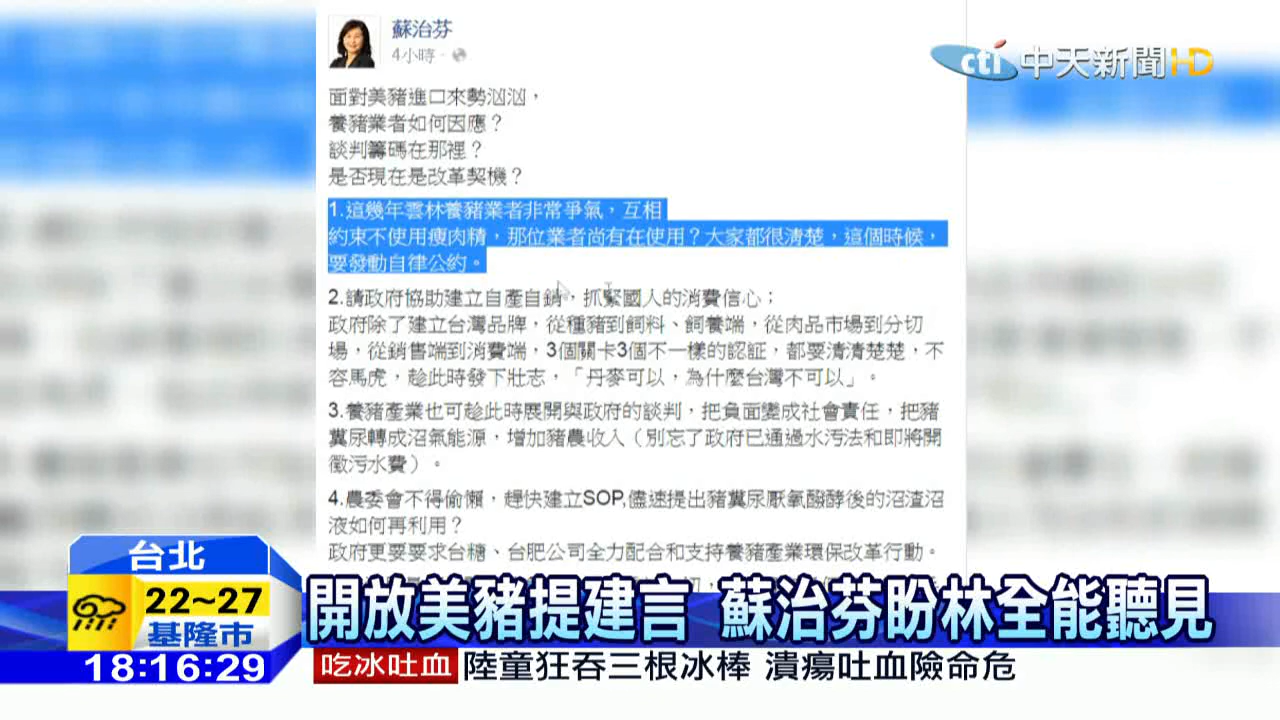 蘇治芬
4小時
cti 中天新聞HD
面對美豬進口來勢洶洶，
養豬業者如何因應？
談判籌碼在那裡？
是否現在是改革契機？
1.這幾年雲林養豬業者非常爭氣，互相
約束不使用瘦肉精，那位業者尚有在使用？大家都很清楚，這個時候，
要發動自律公約。
2.請政府協助建立自產自銷，抓緊國人的消費信心；
政府除了建立台灣品牌，從種豬到飼料、飼養端，從肉品市場到分切
場，從銷售端到消費端，3個關卡3個不一樣的認証，都要清清楚楚，不
容馬虎，趁此時發下壯志，「丹麥可以，為什麼台灣不可以」。
3.養豬產業也可趁此時展開與政府的談判，把負面變成社會責任，把豬
糞尿轉成沼氣能源，增加豬農收入（別忘了政府已通過水污法和即將開
徵污水費）。
4.農委會不得偷懶，趕快建立SOP,儘速提出豬糞尿厭氧醱酵後的沼渣沼
液如何再利用？
政府更要要求台糖、台肥公司全力配合和支持養豬產業環保改革行動。
台北
22~27
基隆市
18:16:29
開放美豬提建言 蘇治芬盼林全能聽見
吃冰吐血 陸童狂吞三根冰棒 潰瘍吐血險命危